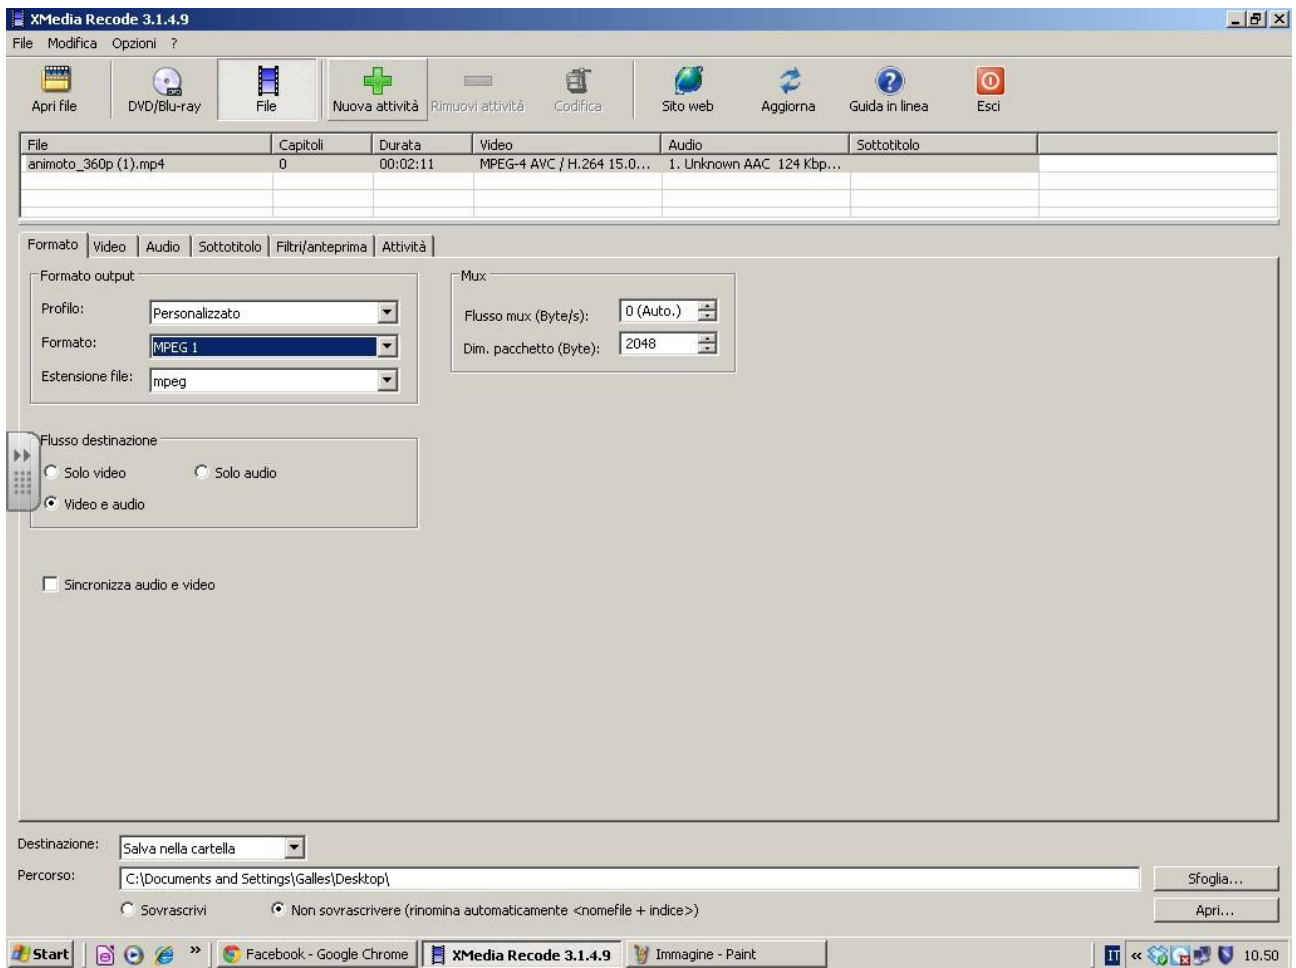 XMedia Recode 3.1.4.9
File Modifica Opzioni ?
Apri file DVD/Blu-ray File Nuova attività Rimuovi attività Codifica Sito web Aggiorna Guida in linea Esci
File Capitoli Durata Video Audio Sottotitolo
animoto_360p (1).mp4 0 00:02:11 MPEG-4 AVC / H.264 15.0... 1. Unknown AAC 124 Kbp...
Formato Video Audio Sottotitolo Filtri/anteprima Attività
Formato output Mux
Profilo: Personalizzato Flusso mux (Byte/s): 0 (Auto.)
Formato: MPEG 1 Dim. pacchetto (Byte): 2048
Estensione file: mpeg
Flusso destinazione
Solo video Solo audio
Video e audio
Sincronizza audio e video
Destinazione: Salva nella cartella
Percorso: C:\Documents and Settings\Galles\Desktop\ Sfoglia...
Sovrascrivi Non sovrascrivere (rinomina automaticamente <nomefile + indice>) Apri...
Start » Facebook - Google Chrome XMedia Recode 3.1.4.9 Immagine - Paint IT « 10.50